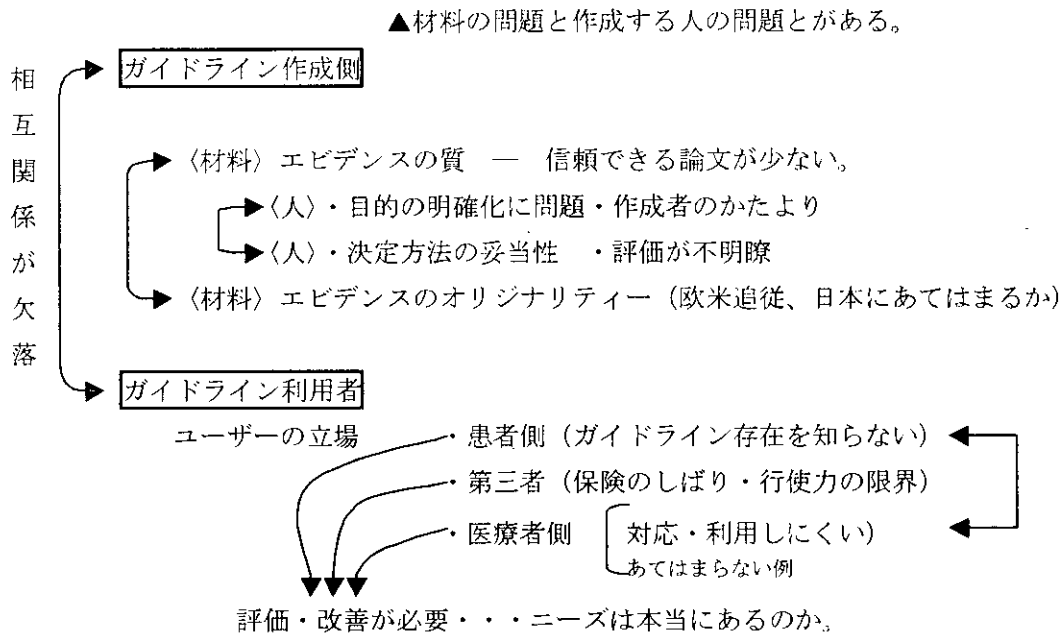 ▲材料の問題と作成する人の問題とがある。
相互関係が欠落
ガイドライン作成側
〈材料〉エビデンスの質 ― 信頼できる論文が少ない。
〈人〉・目的の明確化に問題・作成者のかたより
〈人〉・決定方法の妥当性 ・評価が不明瞭
〈材料〉エビデンスのオリジナリティー(欧米追従、日本にあてはまるか)
ガイドライン利用者
ユーザーの立場 ・患者側(ガイドライン存在を知らない)
・第三者(保険のしばり・行使力の限界)
・医療者側 対応・利用しにくい)
あてはまらない例
評価・改善が必要・・・ニーズは本当にあるのか。